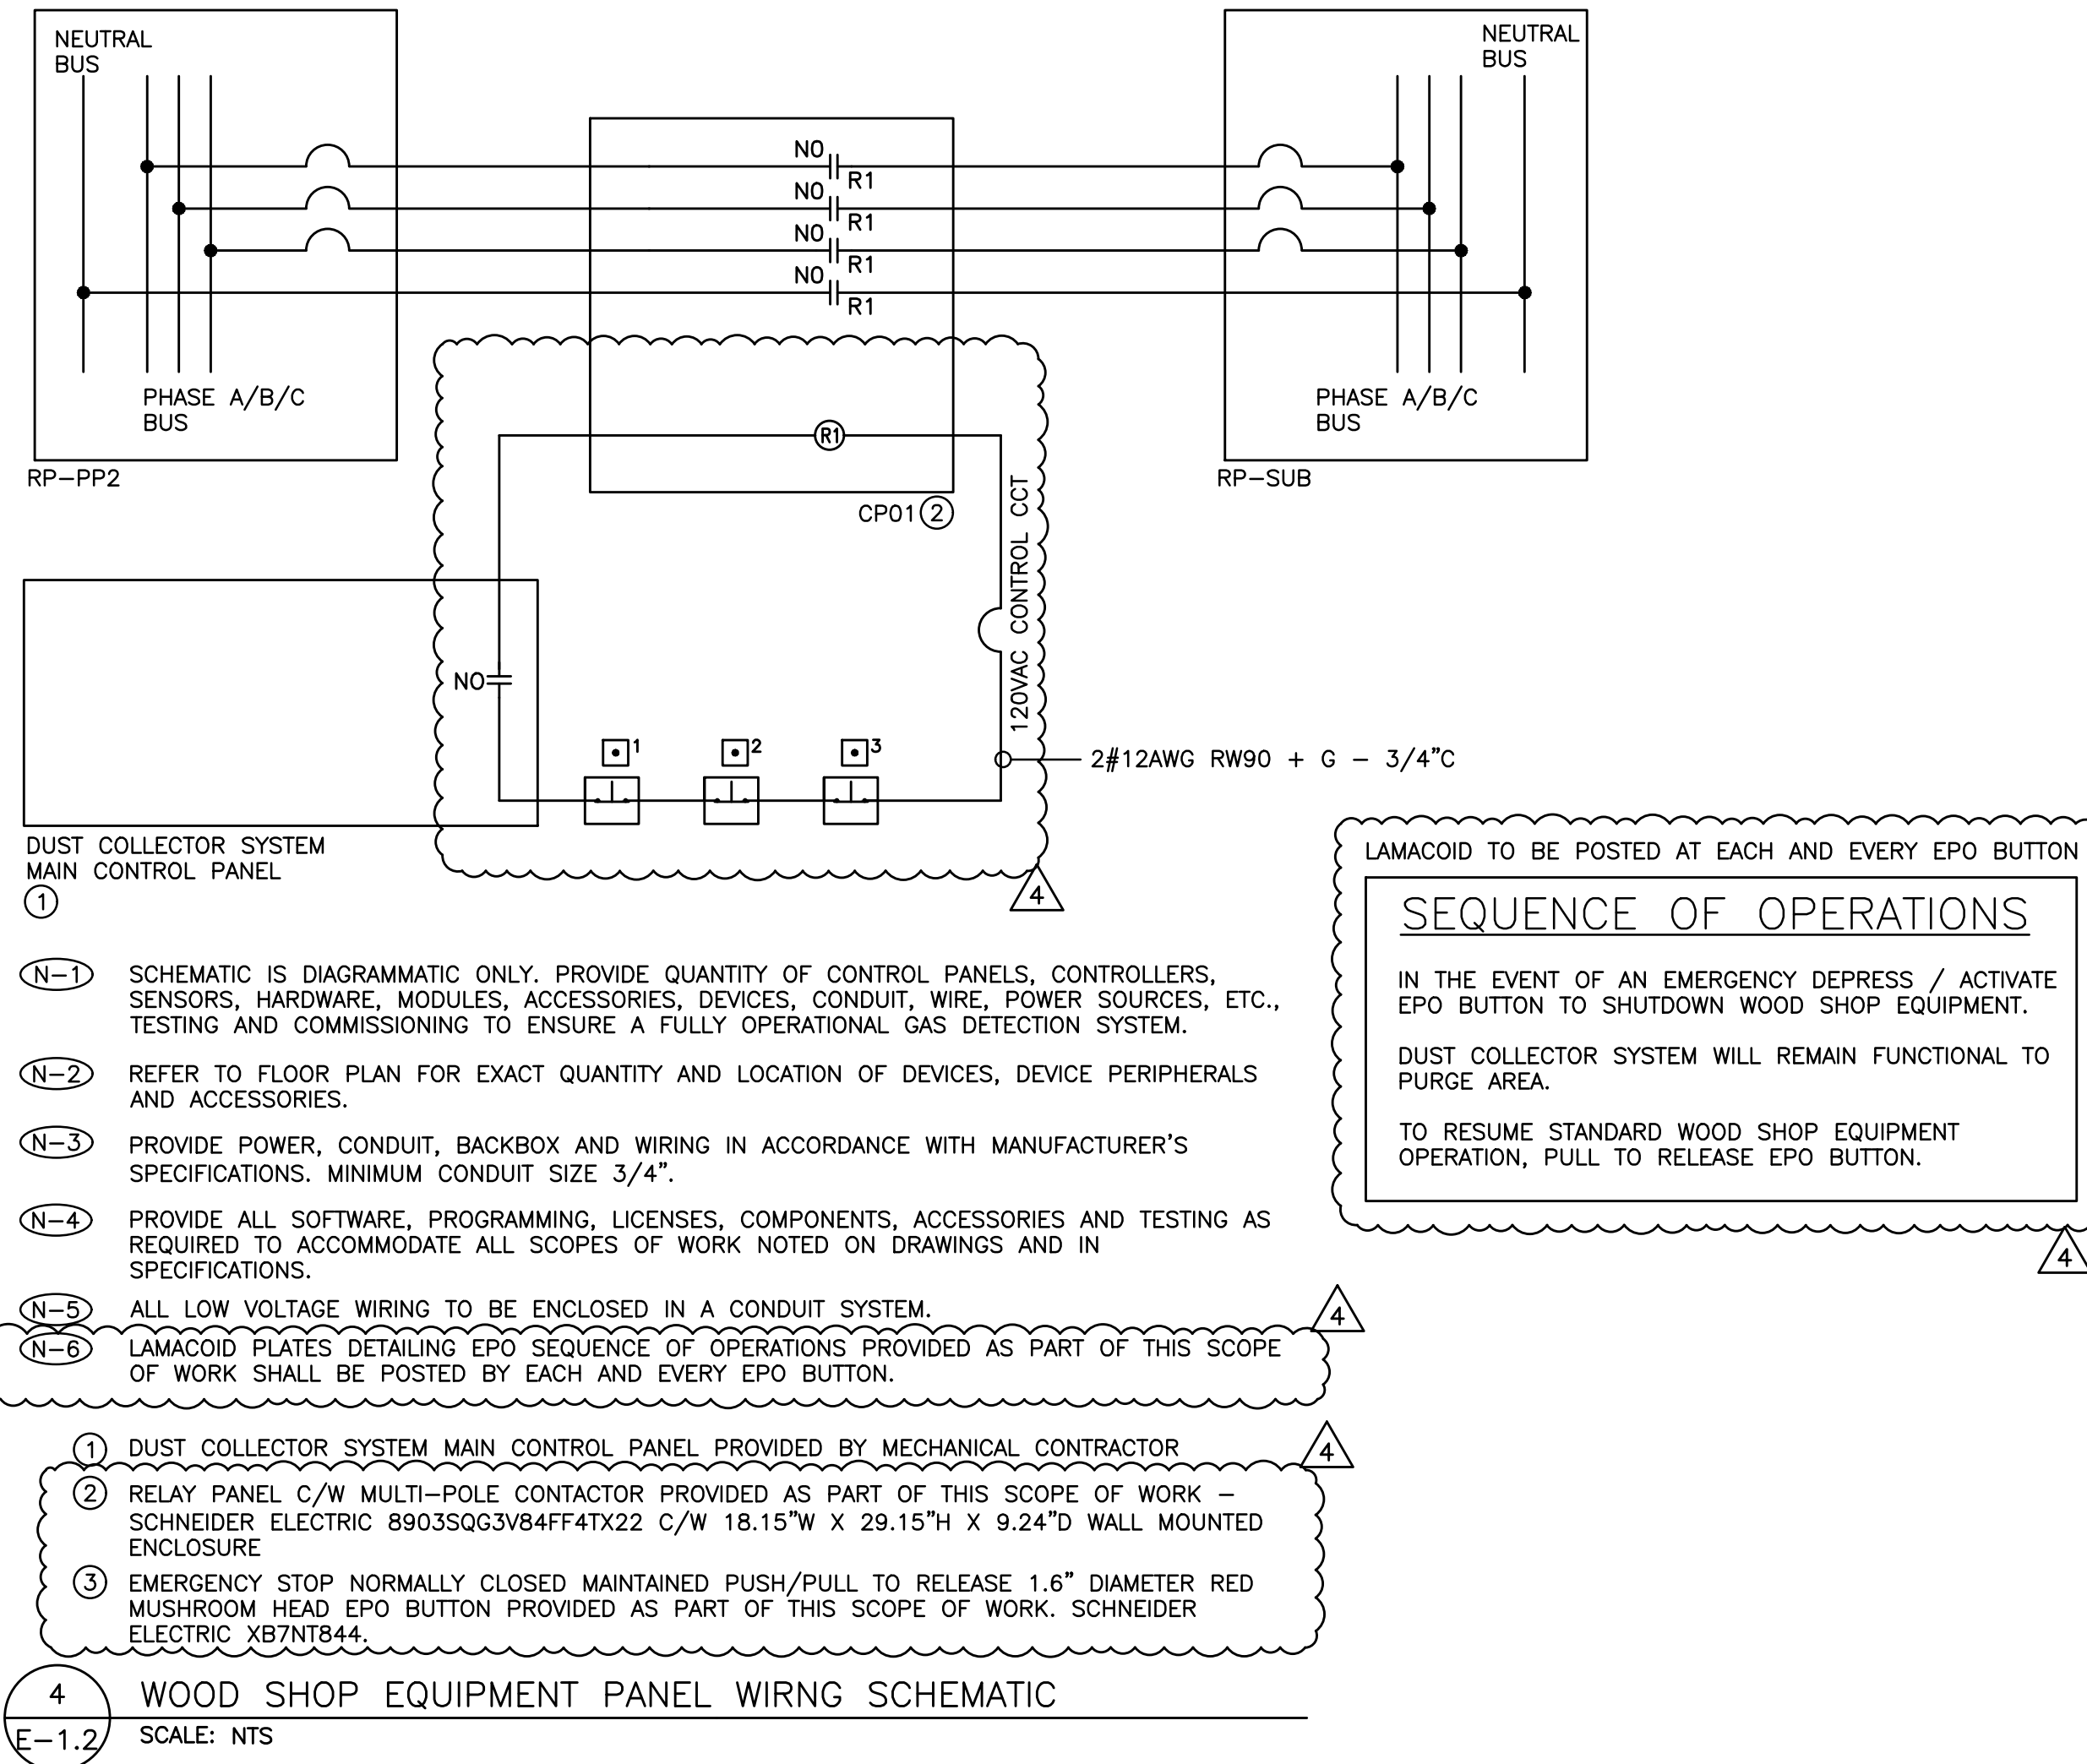 NEUTRAL
BUS
NEUTRAL
BUS
NO
R1
NO
R1
NO
R1
NO
R1
PHASE A/B/C
BUS
PHASE A/B/C
BUS
RP-PP2
RP-SUB
R1
CP01 2
120VAC CONTROL CCT
NO
1
2
3
2#12AWG RW90 + G - 3/4"C
DUST COLLECTOR SYSTEM
MAIN CONTROL PANEL
1
4
LAMACOID TO BE POSTED AT EACH AND EVERY EPO BUTTON
SEQUENCE OF OPERATIONS
IN THE EVENT OF AN EMERGENCY DEPRESS / ACTIVATE
EPO BUTTON TO SHUTDOWN WOOD SHOP EQUIPMENT.
DUST COLLECTOR SYSTEM WILL REMAIN FUNCTIONAL TO
PURGE AREA.
TO RESUME STANDARD WOOD SHOP EQUIPMENT
OPERATION, PULL TO RELEASE EPO BUTTON.
4
N-1 SCHEMATIC IS DIAGRAMMATIC ONLY. PROVIDE QUANTITY OF CONTROL PANELS, CONTROLLERS,
SENSORS, HARDWARE, MODULES, ACCESSORIES, DEVICES, CONDUIT, WIRE, POWER SOURCES, ETC.,
TESTING AND COMMISSIONING TO ENSURE A FULLY OPERATIONAL GAS DETECTION SYSTEM.
N-2 REFER TO FLOOR PLAN FOR EXACT QUANTITY AND LOCATION OF DEVICES, DEVICE PERIPHERALS
AND ACCESSORIES.
N-3 PROVIDE POWER, CONDUIT, BACKBOX AND WIRING IN ACCORDANCE WITH MANUFACTURER'S
SPECIFICATIONS. MINIMUM CONDUIT SIZE 3/4".
N-4 PROVIDE ALL SOFTWARE, PROGRAMMING, LICENSES, COMPONENTS, ACCESSORIES AND TESTING AS
REQUIRED TO ACCOMMODATE ALL SCOPES OF WORK NOTED ON DRAWINGS AND IN
SPECIFICATIONS.
N-5 ALL LOW VOLTAGE WIRING TO BE ENCLOSED IN A CONDUIT SYSTEM.
4
N-6 LAMACOID PLATES DETAILING EPO SEQUENCE OF OPERATIONS PROVIDED AS PART OF THIS SCOPE
OF WORK SHALL BE POSTED BY EACH AND EVERY EPO BUTTON.
1 DUST COLLECTOR SYSTEM MAIN CONTROL PANEL PROVIDED BY MECHANICAL CONTRACTOR
4
2 RELAY PANEL C/W MULTI-POLE CONTACTOR PROVIDED AS PART OF THIS SCOPE OF WORK -
SCHNEIDER ELECTRIC 8903SQG3V84FF4TX22 C/W 18.15"W X 29.15"H X 9.24"D WALL MOUNTED
ENCLOSURE
3 EMERGENCY STOP NORMALLY CLOSED MAINTAINED PUSH/PULL TO RELEASE 1.6" DIAMETER RED
MUSHROOM HEAD EPO BUTTON PROVIDED AS PART OF THIS SCOPE OF WORK. SCHNEIDER
ELECTRIC XB7NT844.
4
E-1.2
WOOD SHOP EQUIPMENT PANEL WIRNG SCHEMATIC
SCALE: NTS